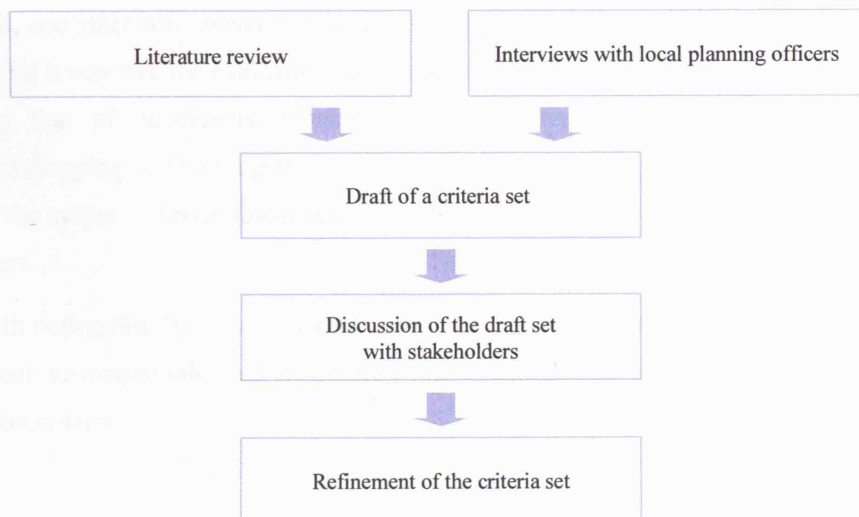 Literature review
Interviews with local planning officers
Draft of a criteria set
Discussion of the draft set
with stakeholders
Refinement of the criteria set